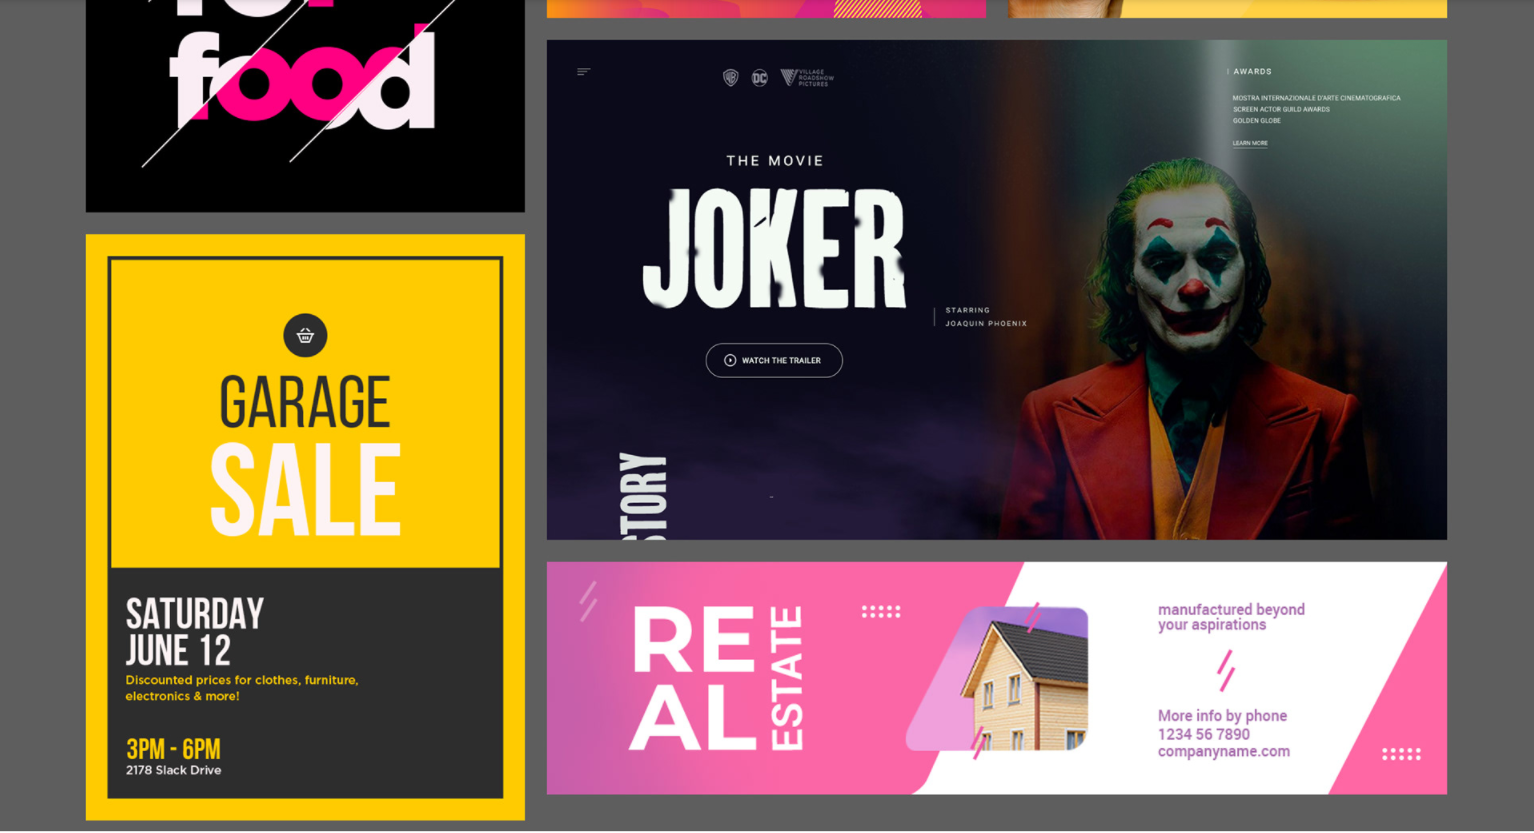 food
GARAGE
SALE
SATURDAY
JUNE 12
Discounted prices for clothes, furniture,
electronics & more!
3PM - 6PM
2178 Slack Drive
DC
VILLAGE
ROADSHOW
PICTURES
AWARDS
MOSTRA INTERNAZIONALE D'ARTE CINEMATOGRAFICA
SCREEN ACTOR GUILD AWARDS
GOLDEN GLOBE
LEARN MORE
THE MOVIE
JOKER
STARRING
JOAQUIN PHOENIX
WATCH THE TRAILER
STORY
REAL
ESTATE
manufactured beyond
your aspirations
More info by phone
1234 56 7890
companyname.com